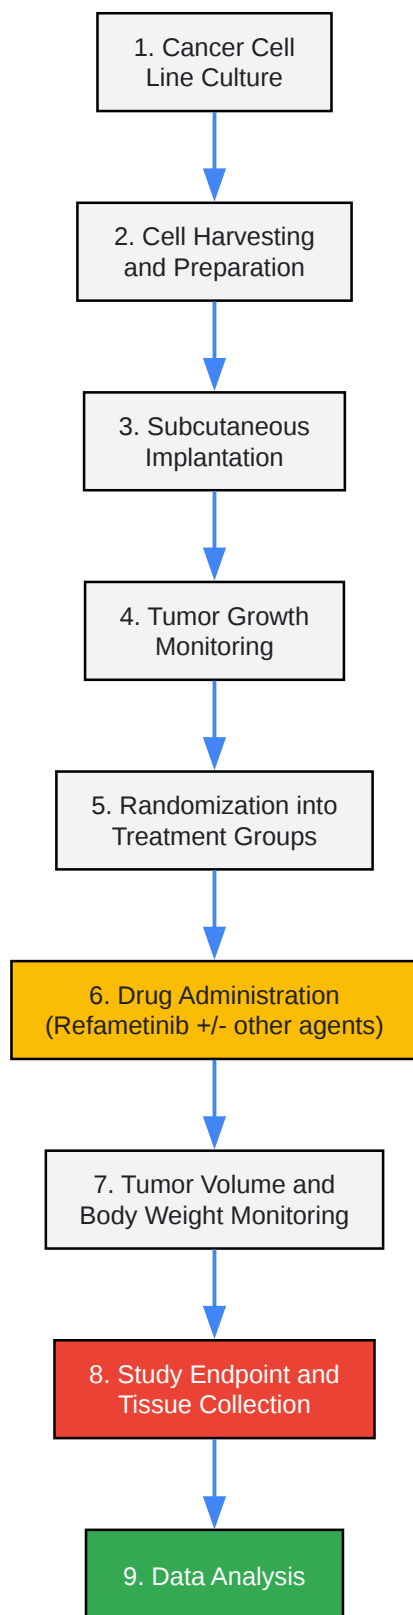 1. Cancer Cell
Line Culture
2. Cell Harvesting
and Preparation
3. Subcutaneous
Implantation
4. Tumor Growth
Monitoring
5. Randomization into
Treatment Groups
6. Drug Administration
(Refametinib +/- other agents)
7. Tumor Volume and
Body Weight Monitoring
8. Study Endpoint and
Tissue Collection
9. Data Analysis